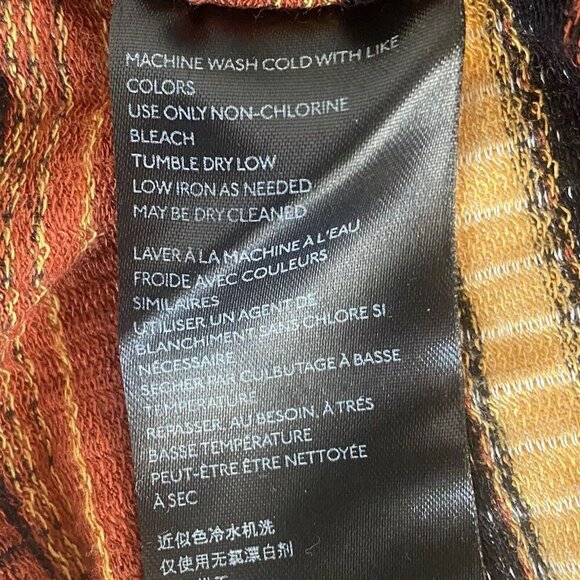 MACHINE WASH COLD WITH LIKE
COLORS
USE ONLY NON-CHLORINE
BLEACH
TUMBLE DRY LOW
LOW IRON AS NEEDED
MAY BE DRY CLEANED
LAVER À LA MACHINE À L'EAU
FROIDE AVEC COULEURS
SIMILAIRES
UTILISER UN AGENT DE
BLANCHIMENT SANS CHLORE SI
NÉCESSAIRE
SÉCHER PAR CULBUTAGE À BASSE
TEMPÉRATURE
REPASSER, AU BESOIN, À TRÉS
BASSE TEMPÉRATURE
PEUT-ÊTRE ÊTRE NETTOYÉE
À SEC
近似色冷水机洗
仅使用无氯漂白剂